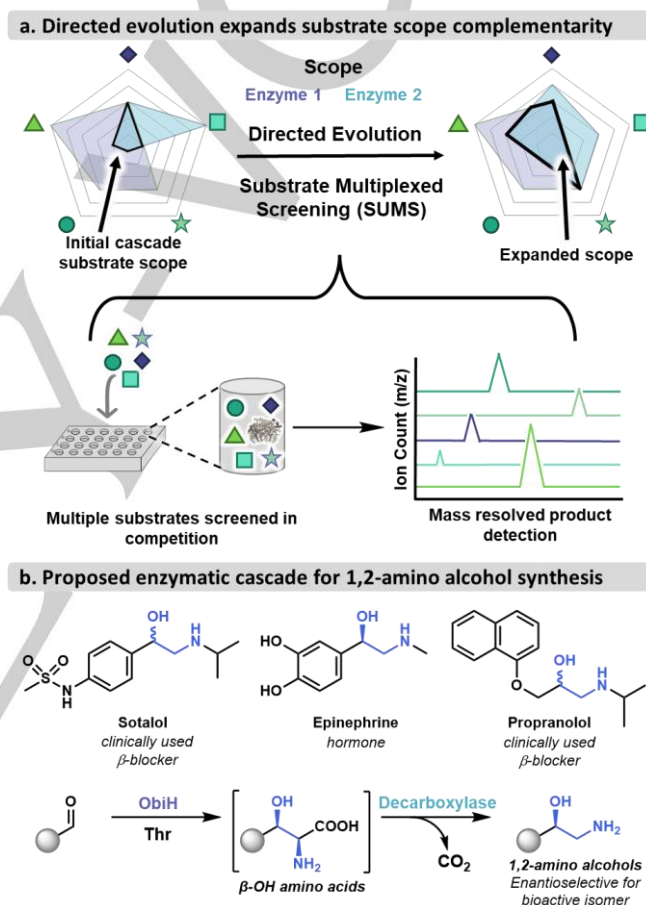 a. Directed evolution expands substrate scope complementarity
Scope
Enzyme 1 Enzyme 2
Directed Evolution
Substrate Multiplexed
Screening (SUMS)
Initial cascade
substrate scope
Expanded scope
Multiple substrates screened in
competition
Ion Count (m/z)
Mass resolved product
detection
b. Proposed enzymatic cascade for 1,2-amino alcohol synthesis
OH
H
N
O
O
S
N
H
Sotalol
clinically used
β-blocker
OH
H
N
HO
HO
Epinephrine
hormone
O
OH
H
N
Propranolol
clinically used
β-blocker
O
ObiH
Thr
OH
COOH
NH2
β-OH amino acids
Decarboxylase
CO2
OH
NH2
1,2-amino alcohols
Enantioselective for
bioactive isomer